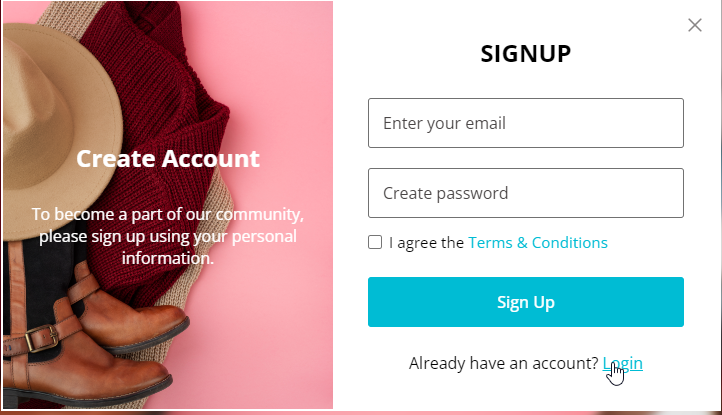 Create Account
To become a part of our community,
please sign up using your personal
information.
SIGNUP
Enter your email
Create password
I agree the Terms & Conditions
Sign Up
Already have an account? Login